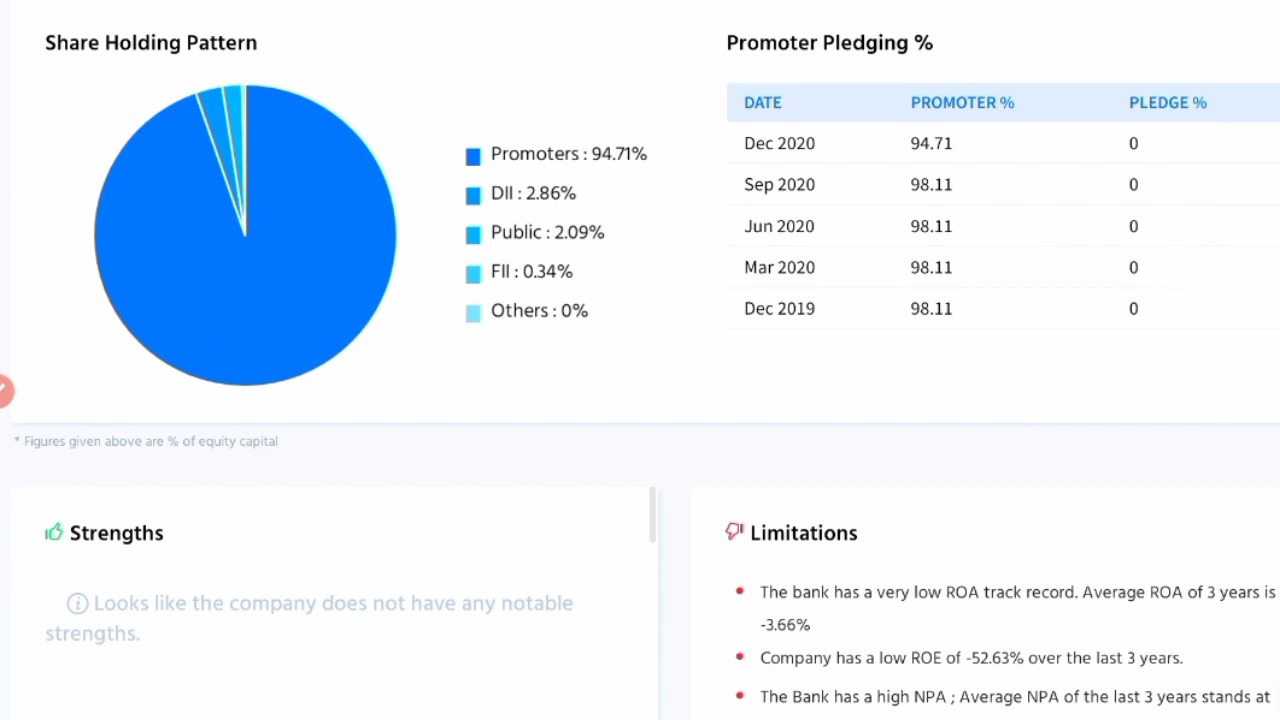 Share Holding Pattern
Promoters : 94.71%
DII : 2.86%
Public : 2.09%
FII : 0.34%
Others : 0%
Promoter Pledging %
DATE PROMOTER % PLEDGE %
Dec 2020 94.71 0
Sep 2020 98.11 0
Jun 2020 98.11 0
Mar 2020 98.11 0
Dec 2019 98.11 0
* Figures given above are % of equity capital
Strengths
Looks like the company does not have any notable
strengths.
Limitations
The bank has a very low ROA track record. Average ROA of 3 years is
-3.66%
Company has a low ROE of -52.63% over the last 3 years.
The Bank has a high NPA ; Average NPA of the last 3 years stands at